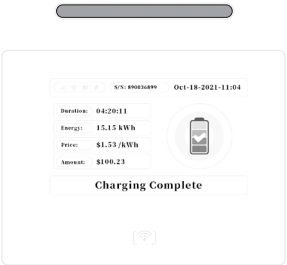 S/N: 890036899 Oct-18-2021-11:04
Duration: 04:20:11
Energy: 15.15 kWh
Price: $1.53 /kWh
Amount: $100.23
Charging Complete